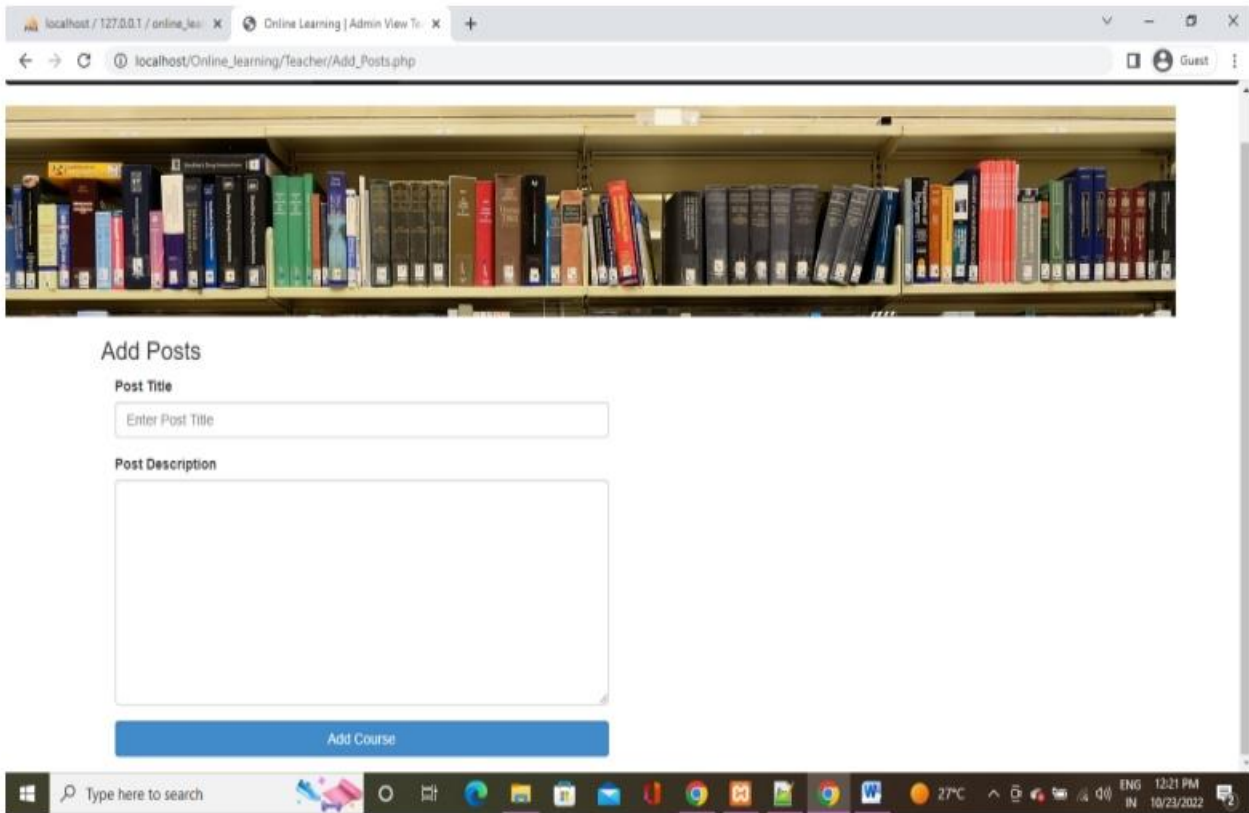 localhost / 127.0.0.1 / online_lea
Online Learning | Admin View Te
localhost/Online_learning/Teacher/Add_Posts.php
Guest
Add Posts
Post Title
Enter Post Title
Post Description
Add Course
Type here to search
27°C
ENG
IN
12:21 PM
10/23/2022